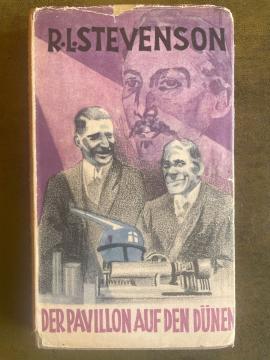 R·L·STEVENSON
DER PAVILLON AUF DEN DÜNEN